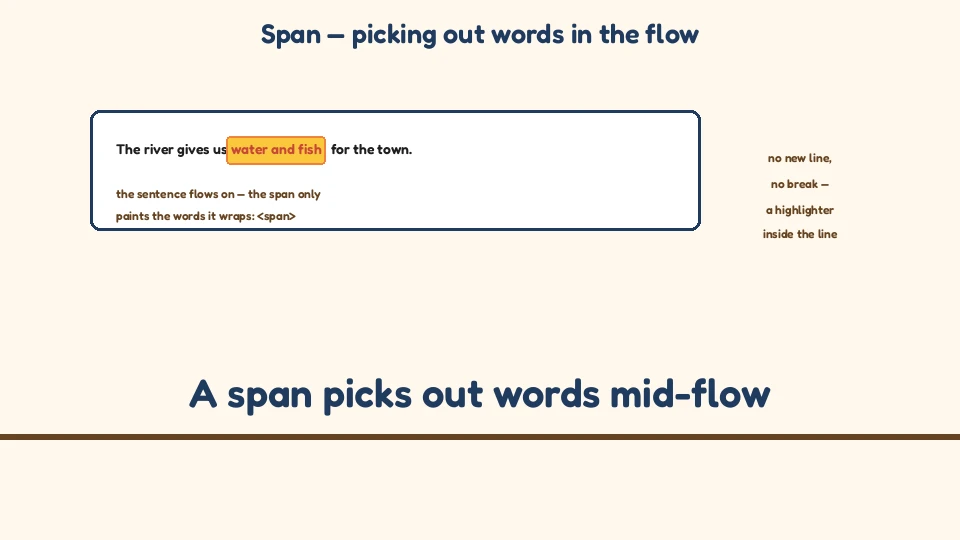 Span — picking out words in the flow
The river gives us water and fish for the town.
the sentence flows on — the span only
paints the words it wraps: <span>
no new line,
no break —
a highlighter
inside the line
A span picks out words mid-flow